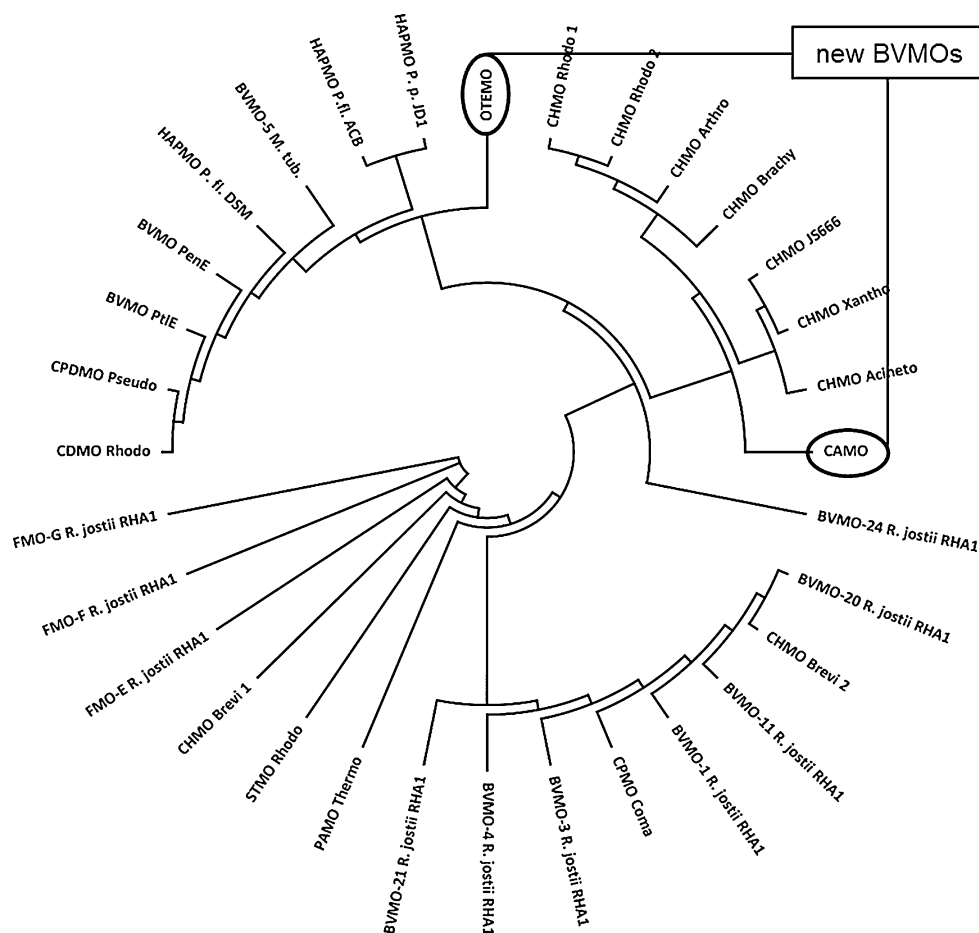 new BVMOs
OTEMO
CHMO Rhodo 1
CHMO Rhodo 2
CHMO Arthro
CHMO Brachy
CHMO JS666
CHMO Xantho
CHMO Acineto
CAMO
BVMO-24 R. jostii RHA1
BVMO-20 R. jostii RHA1
CHMO Brevi 2
BVMO-11 R. jostii RHA1
BVMO-1 R. jostii RHA1
CPMO Coma
BVMO-3 R. jostii RHA1
BVMO-4 R. jostii RHA1
BVMO-21 R. jostii RHA1
PAMO Thermo
STMO Rhodo
CHMO Brevi 1
FMO-E R. jostii RHA1
FMO-F R. jostii RHA1
FMO-G R. jostii RHA1
CDMO Rhodo
CPDMO Pseudo
BVMO PtlE
BVMO PenE
HAPMO P. fl. DSM
BVMO-5 M. tub.
HAPMO P.fl. ACB
HAPMO P. p. JD1